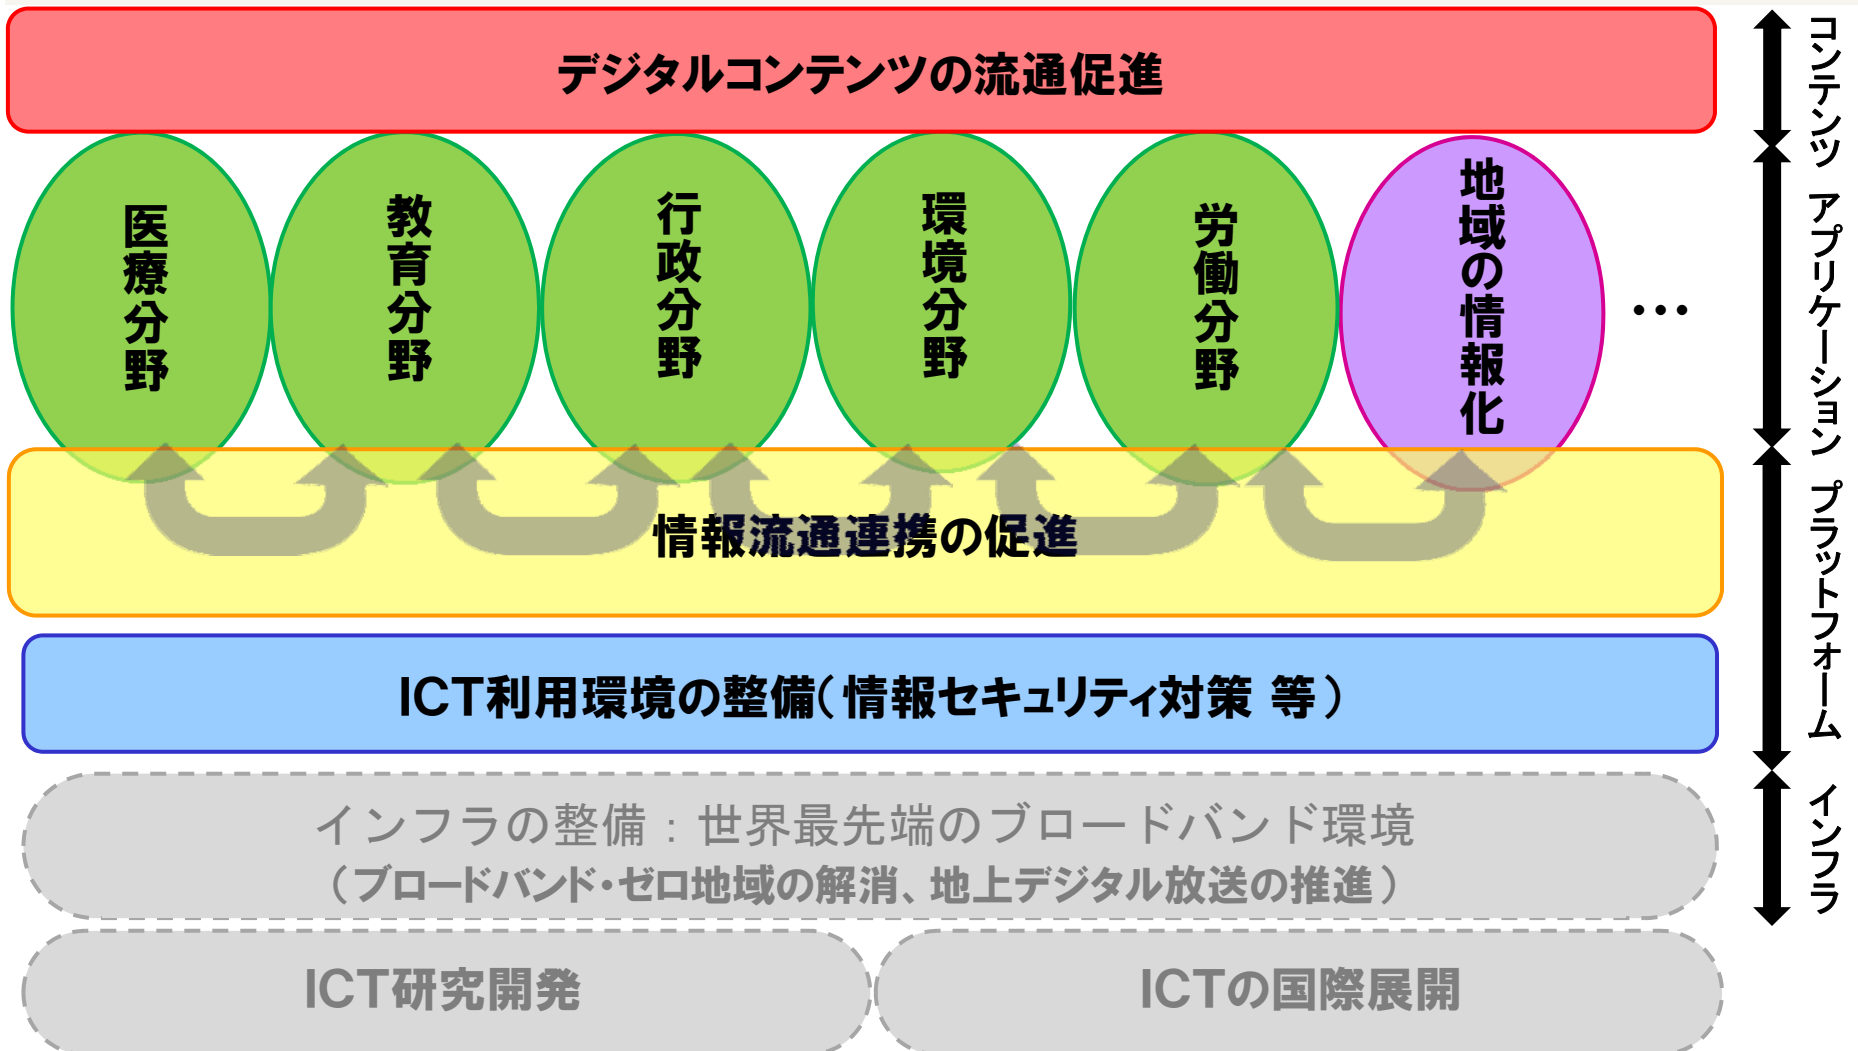 デジタルコンテンツの流通促進
医療分野
教育分野
行政分野
環境分野
労働分野
地域の情報化
…
情報流通連携の促進
ICT利用環境の整備（情報セキュリティ対策 等）
インフラの整備：世界最先端のブロードバンド環境
（ブロードバンド・ゼロ地域の解消、地上デジタル放送の推進）
ICT研究開発
ICTの国際展開
コンテンツ
アプリケーション
プラットフォーム
インフラ